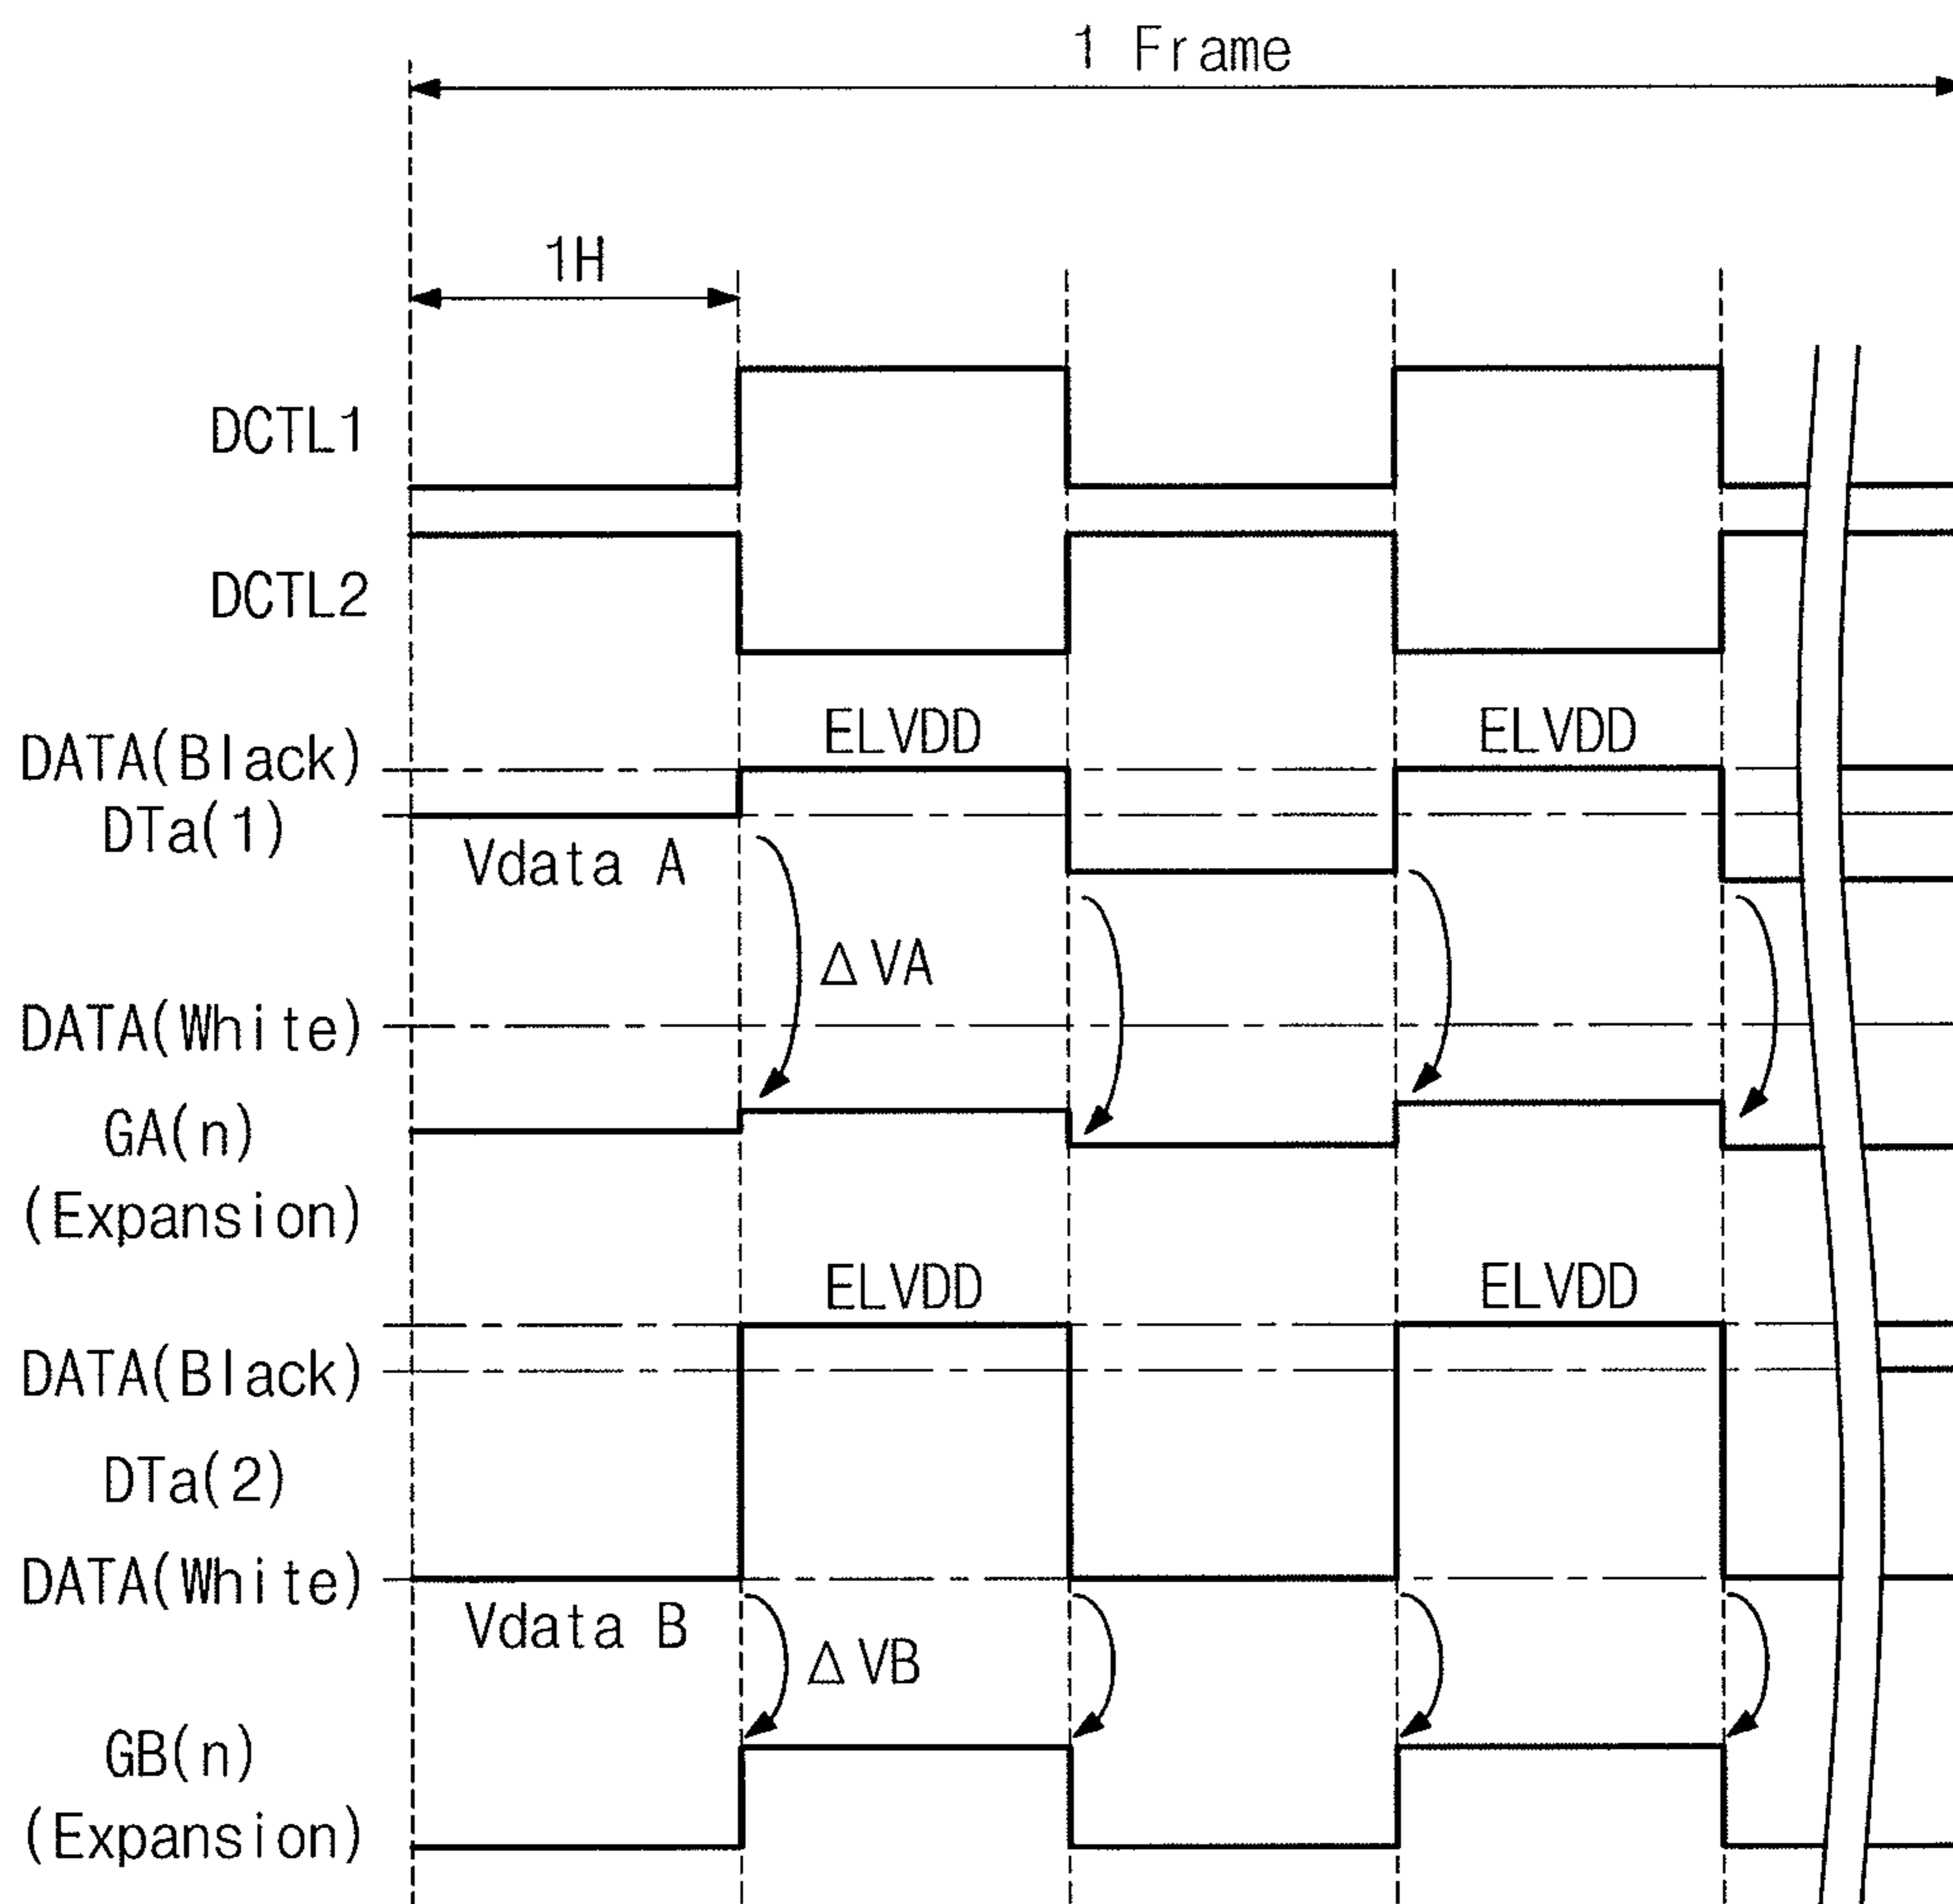 1 Frame
1H
DCTL1
DCTL2
ELVDD ELVDD
DATA(Black)
DTa(1)
Vdata A
ΔVA
DATA(White)
GA(n)
(Expansion)
ELVDD ELVDD
DATA(Black)
DTa(2)
DATA(White)
Vdata B
ΔVB
GB(n)
(Expansion)